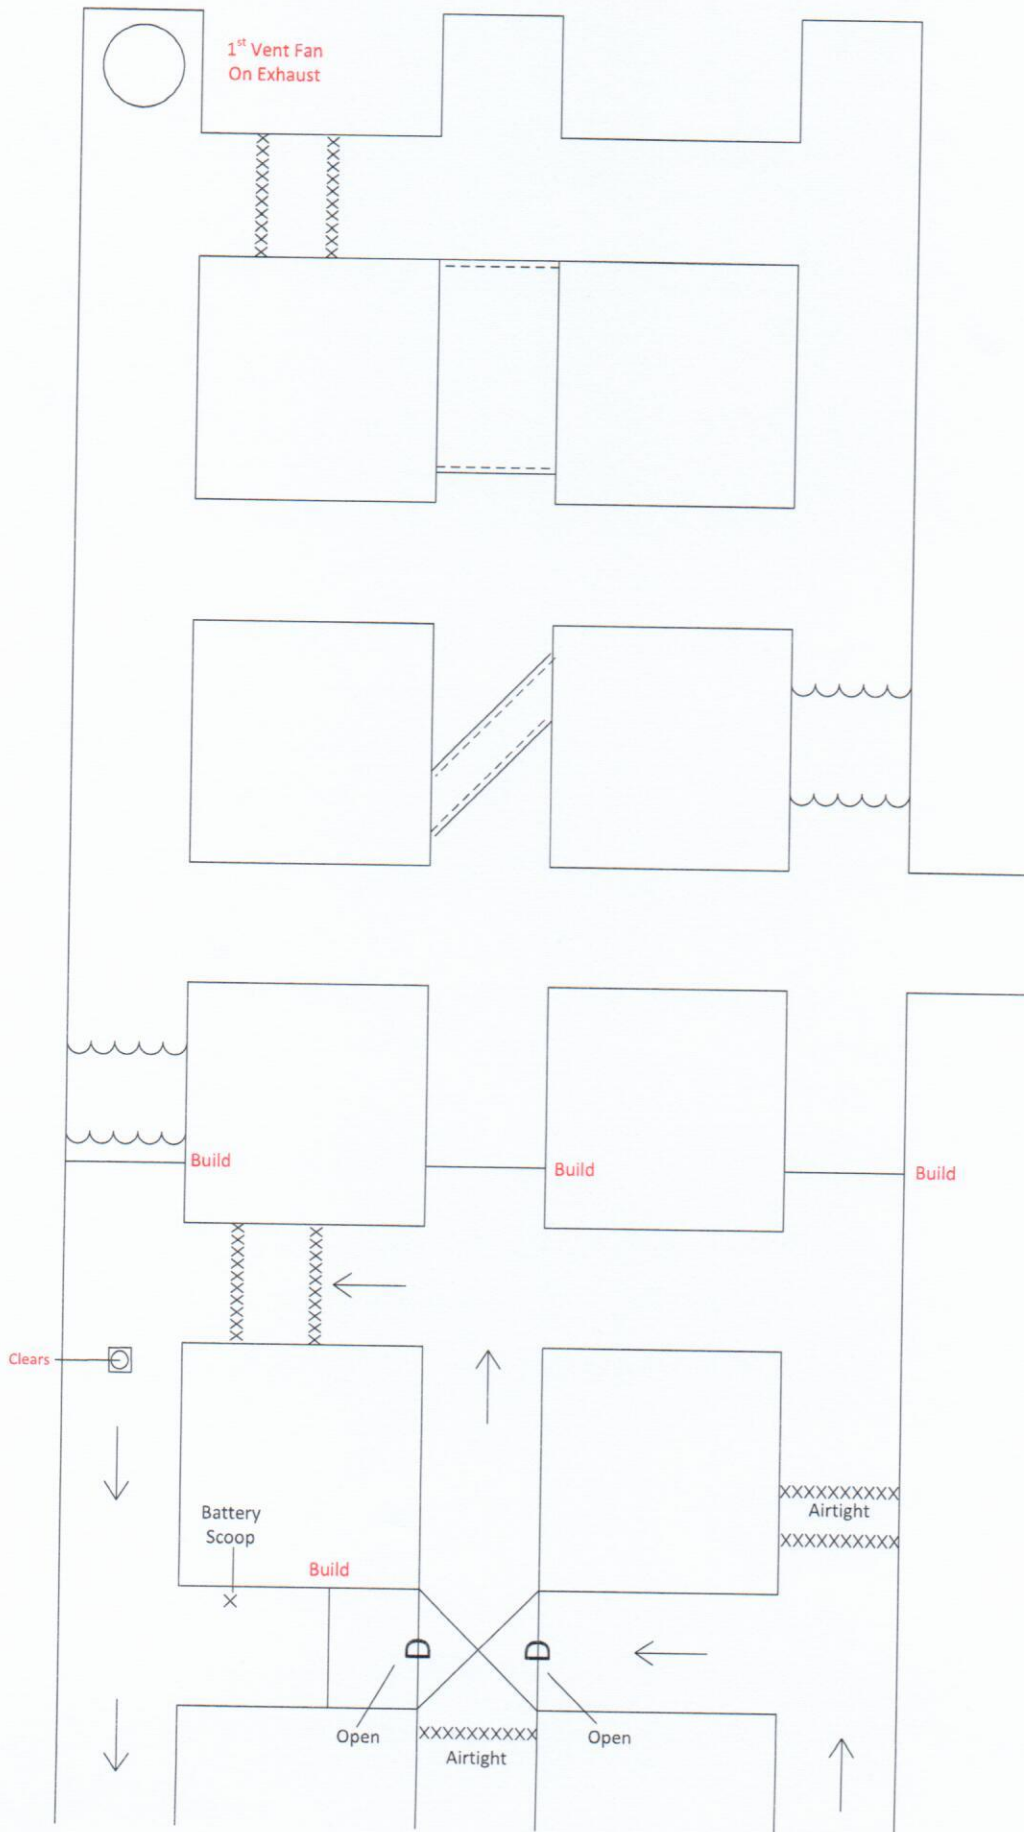 1st Vent Fan
On Exhaust
Build
Build
Build
Clears
Battery
Scoop
Build
Airtight
D
D
Open
Open
Airtight